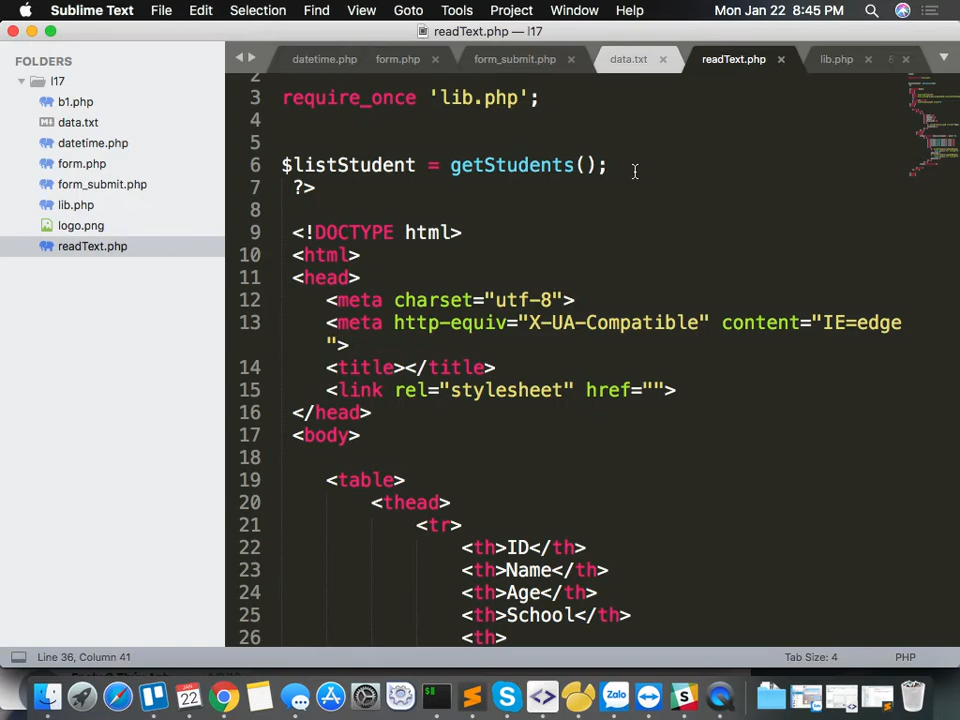 Sublime Text File Edit Selection Find View Goto Tools Project Window Help Mon Jan 22 8:45 PM
readText.php — l17
FOLDERS
l17
b1.php
data.txt
datetime.php
form.php
form_submit.php
lib.php
logo.png
readText.php
datetime.php form.php form_submit.php data.txt readText.php lib.php
2
3 require_once 'lib.php';
4
5
6 $listStudent = getStudents();
7 ?>
8
9 <!DOCTYPE html>
10 <html>
11 <head>
12 <meta charset="utf-8">
13 <meta http-equiv="X-UA-Compatible" content="IE=edge
">
14 <title></title>
15 <link rel="stylesheet" href="">
16 </head>
17 <body>
18
19 <table>
20 <thead>
21 <tr>
22 <th>ID</th>
23 <th>Name</th>
24 <th>Age</th>
25 <th>School</th>
26 <th>
Line 36, Column 41 Tab Size: 4 PHP
JAN
22
Zalo